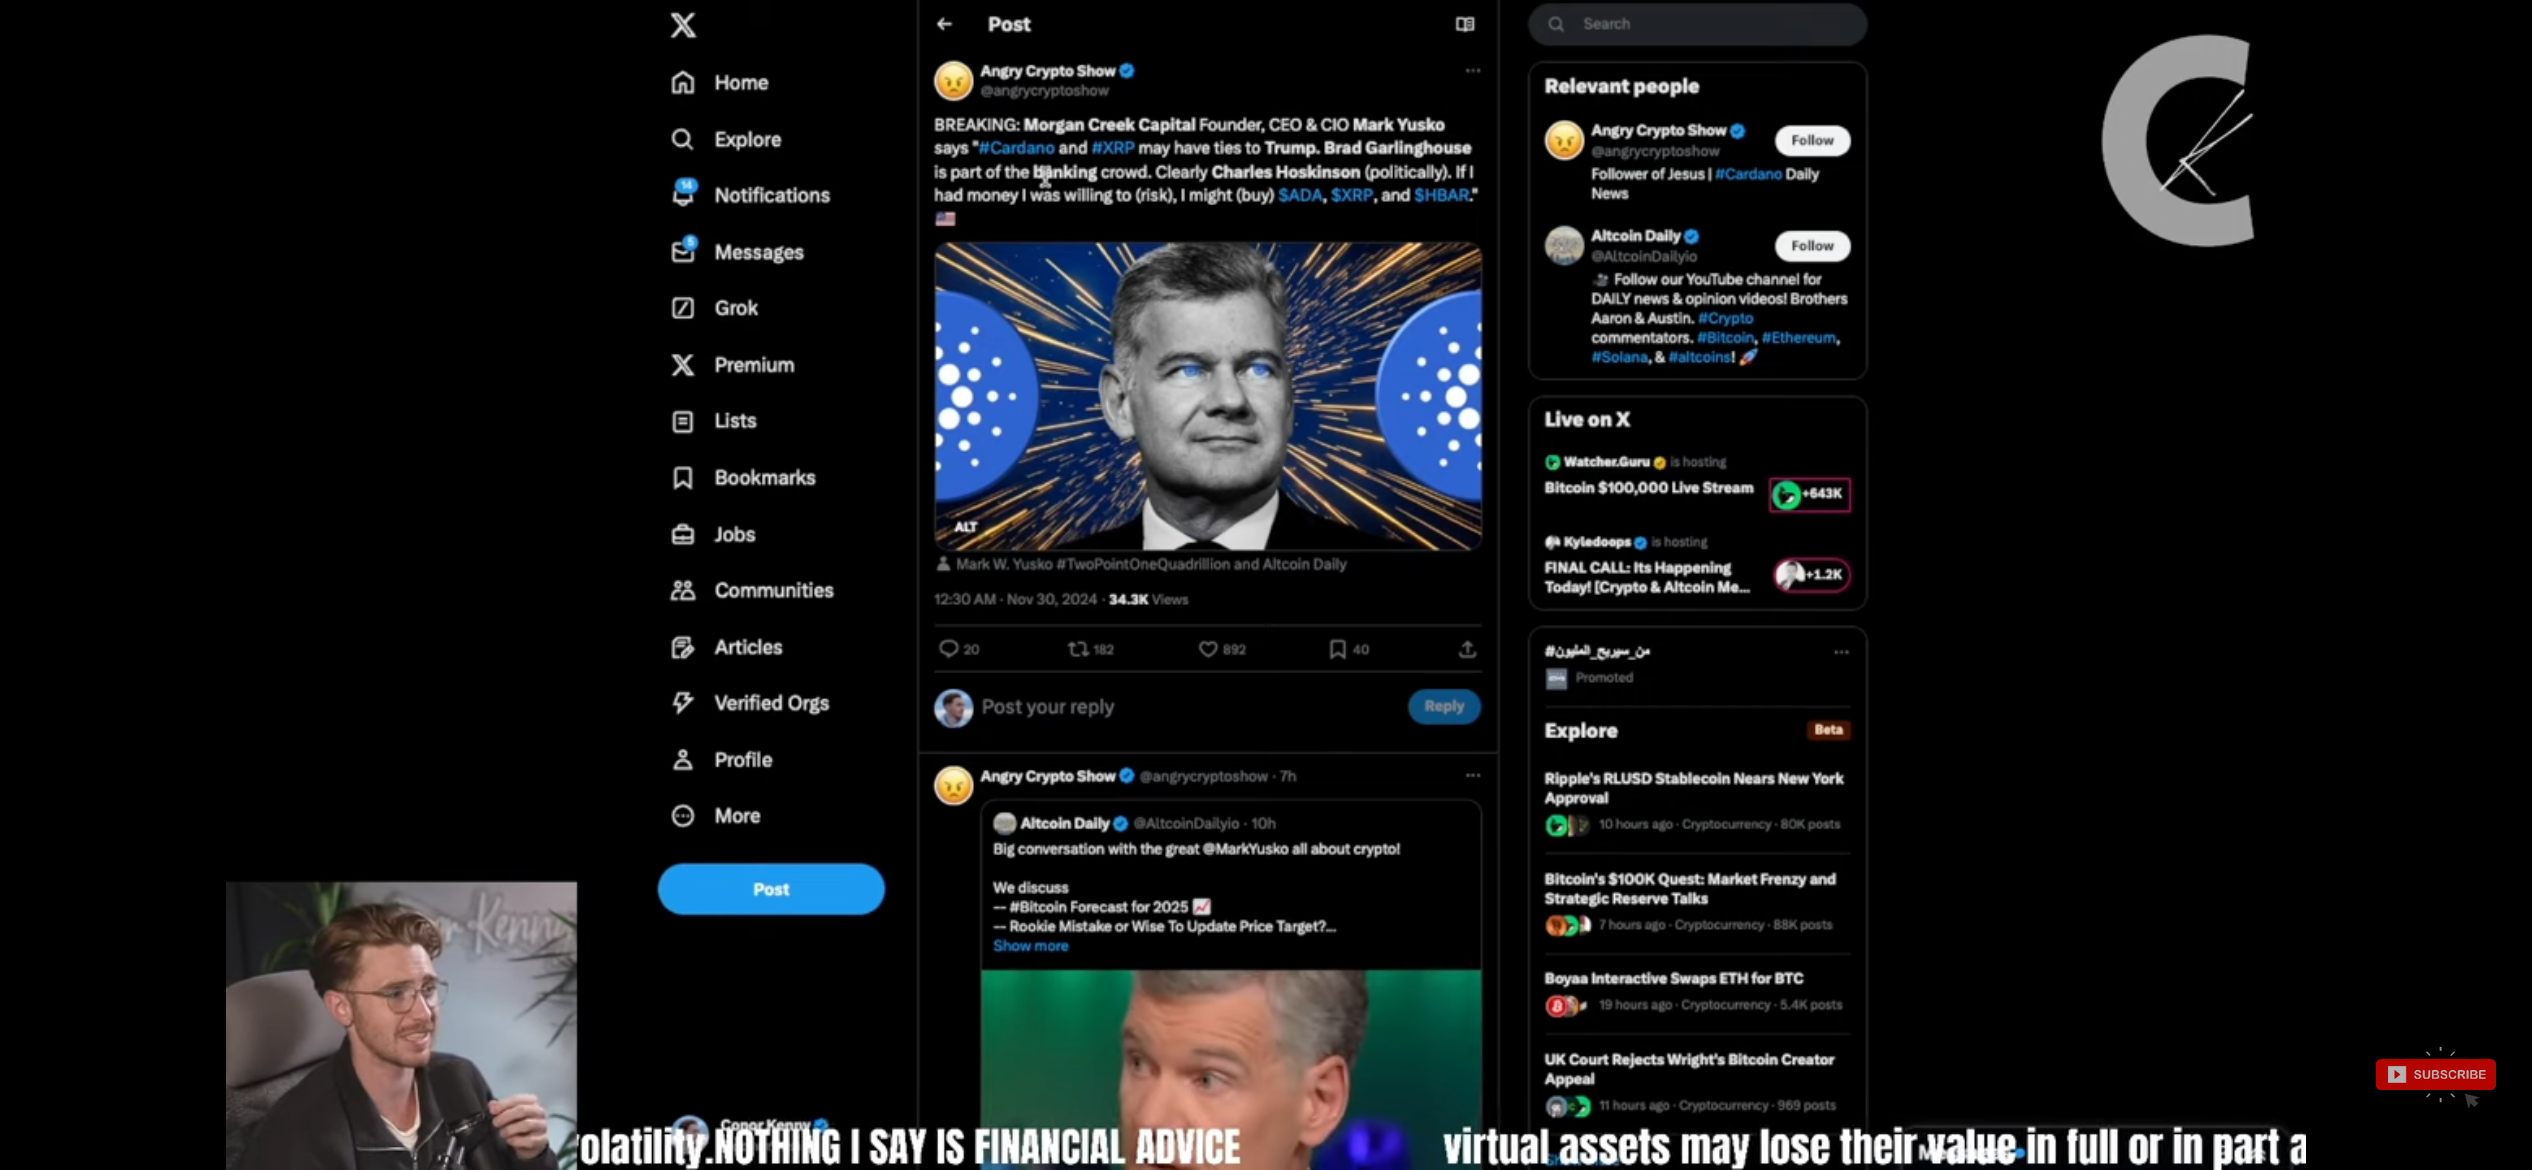 Home
Explore
14
Notifications
5
Messages
Grok
Premium
Lists
Bookmarks
Jobs
Communities
Articles
Verified Orgs
Profile
More
Post
Conor Kenny
Post
Angry Crypto Show
@angrycryptoshow
BREAKING: Morgan Creek Capital Founder, CEO & CIO Mark Yusko
says "#Cardano and #XRP may have ties to Trump. Brad Garlinghouse
is part of the banking crowd. Clearly Charles Hoskinson (politically). If I
had money I was willing to (risk), I might (buy) $ADA, $XRP, and $HBAR."
ALT
Mark W. Yusko #TwoPointOneQuadrillion and Altcoin Daily
12:30 AM · Nov 30, 2024 · 34.3K Views
20 182 892 40
Post your reply
Reply
Angry Crypto Show @angrycryptoshow · 7h
Altcoin Daily @AltcoinDailyio · 10h
Big conversation with the great @MarkYusko all about crypto!
We discuss
-- #Bitcoin Forecast for 2025
-- Rookie Mistake or Wise To Update Price Target?...
Show more
Search
Relevant people
Angry Crypto Show
@angrycryptoshow
Follow
Follower of Jesus | #Cardano Daily
News
Altcoin Daily
@AltcoinDailyio
Follow
Follow our YouTube channel for
DAILY news & opinion videos! Brothers
Aaron & Austin. #Crypto
commentators. #Bitcoin, #Ethereum,
#Solana, & #altcoins!
Live on X
Watcher.Guru is hosting
Bitcoin $100,000 Live Stream
+643K
Kyledoops is hosting
FINAL CALL: Its Happening
Today! [Crypto & Altcoin Me...
+1.2K
#من_سيربح_المليون
Promoted
Explore
Beta
Ripple's RLUSD Stablecoin Nears New York
Approval
10 hours ago · Cryptocurrency · 80K posts
Bitcoin's $100K Quest: Market Frenzy and
Strategic Reserve Talks
7 hours ago · Cryptocurrency · 88K posts
Boyaa Interactive Swaps ETH for BTC
19 hours ago · Cryptocurrency · 5.4K posts
UK Court Rejects Wright's Bitcoin Creator
Appeal
11 hours ago · Cryptocurrency · 969 posts
SUBSCRIBE
olatility.NOTHING I SAY IS FINANCIAL ADVICE virtual assets may lose their value in full or in part a